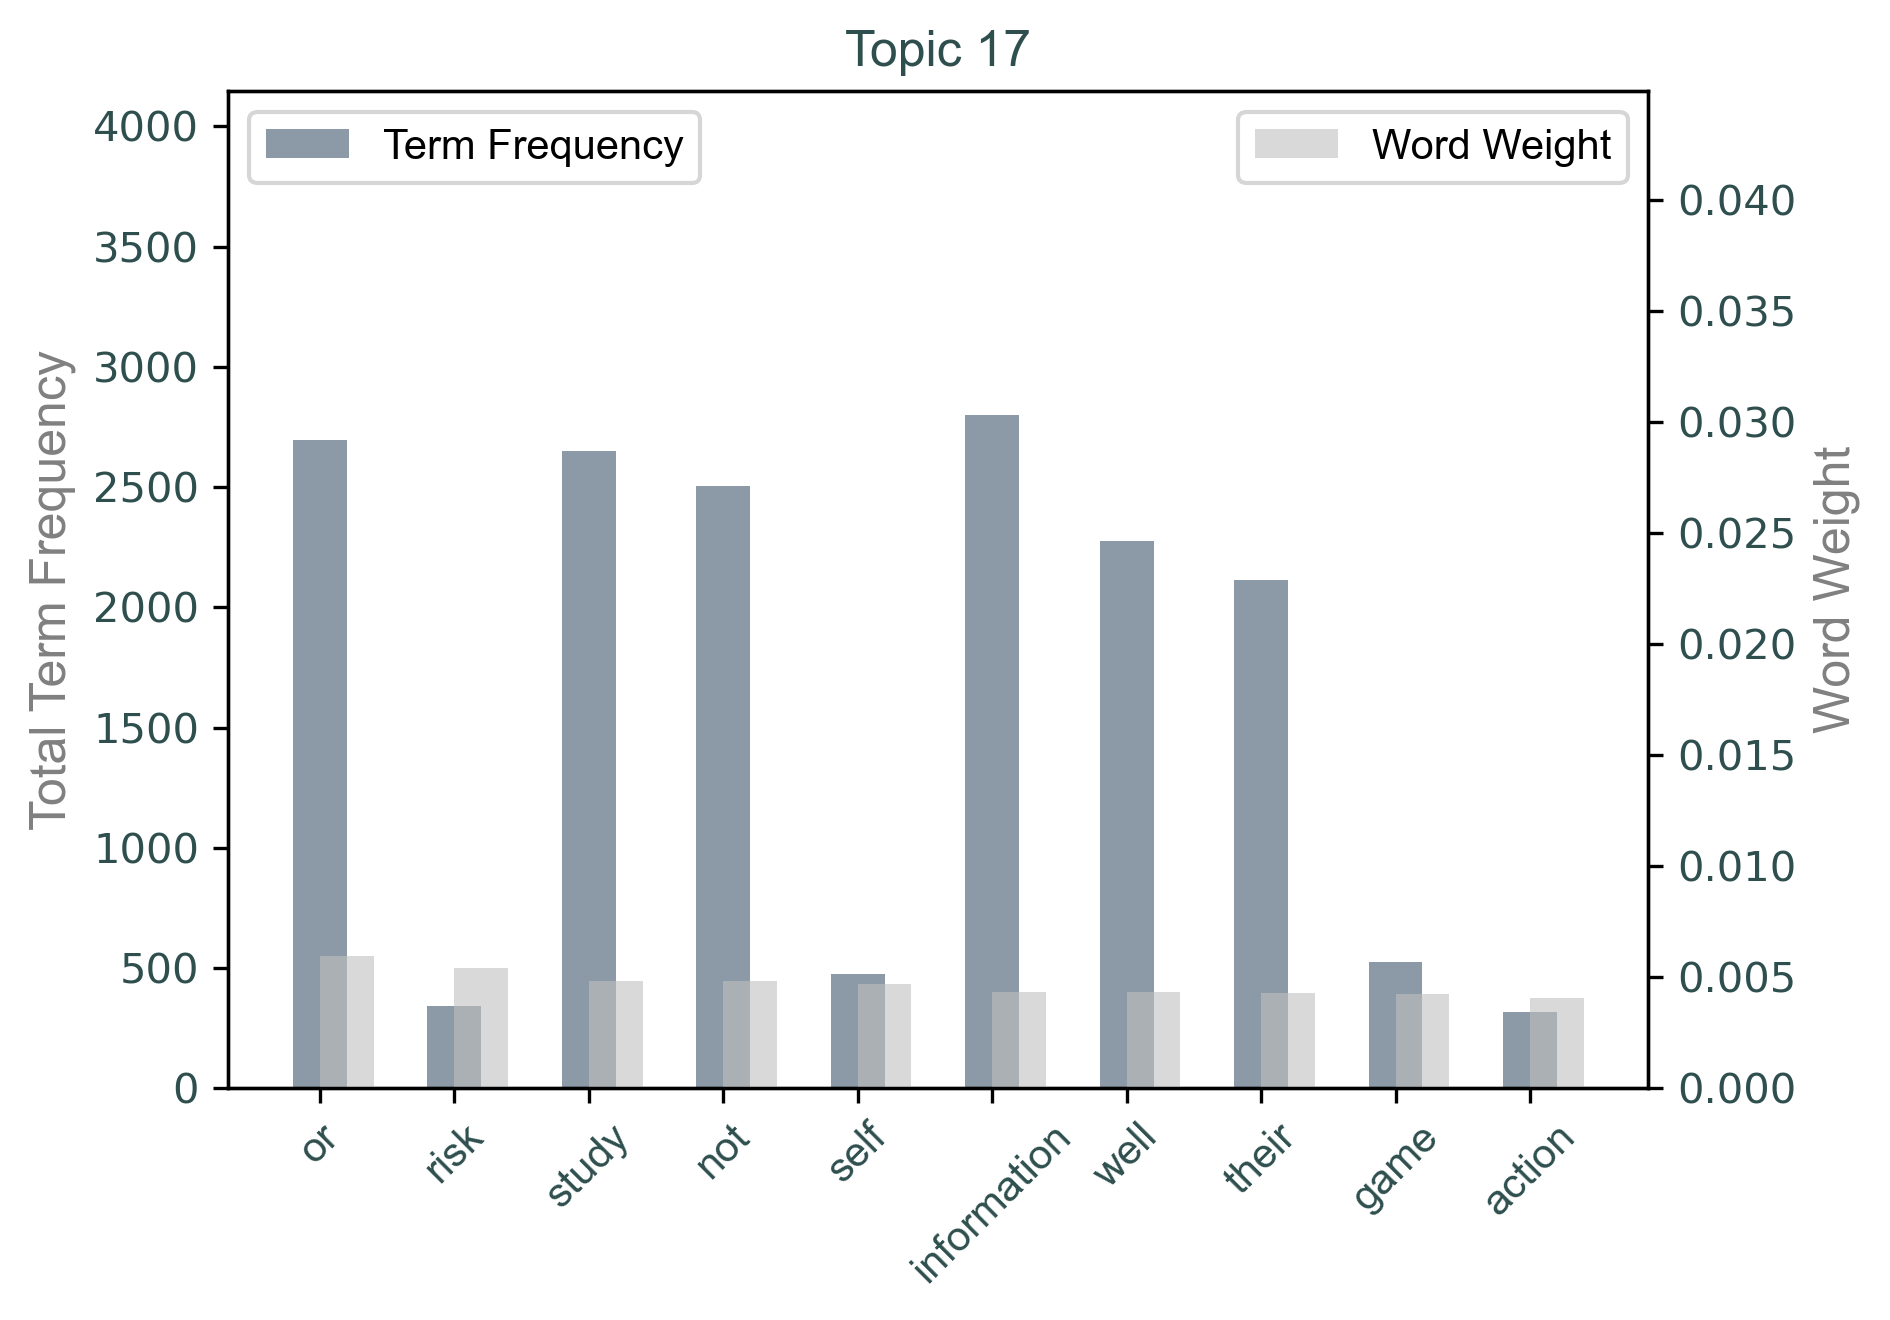 Topic 17
Term Frequency
Word Weight
Total Term Frequency
4000
3500
3000
2500
2000
1500
1000
500
0
0.040
0.035
0.030
0.025
0.020
0.015
0.010
0.005
0.000
Word Weight
or
risk
study
not
self
information
well
their
game
action